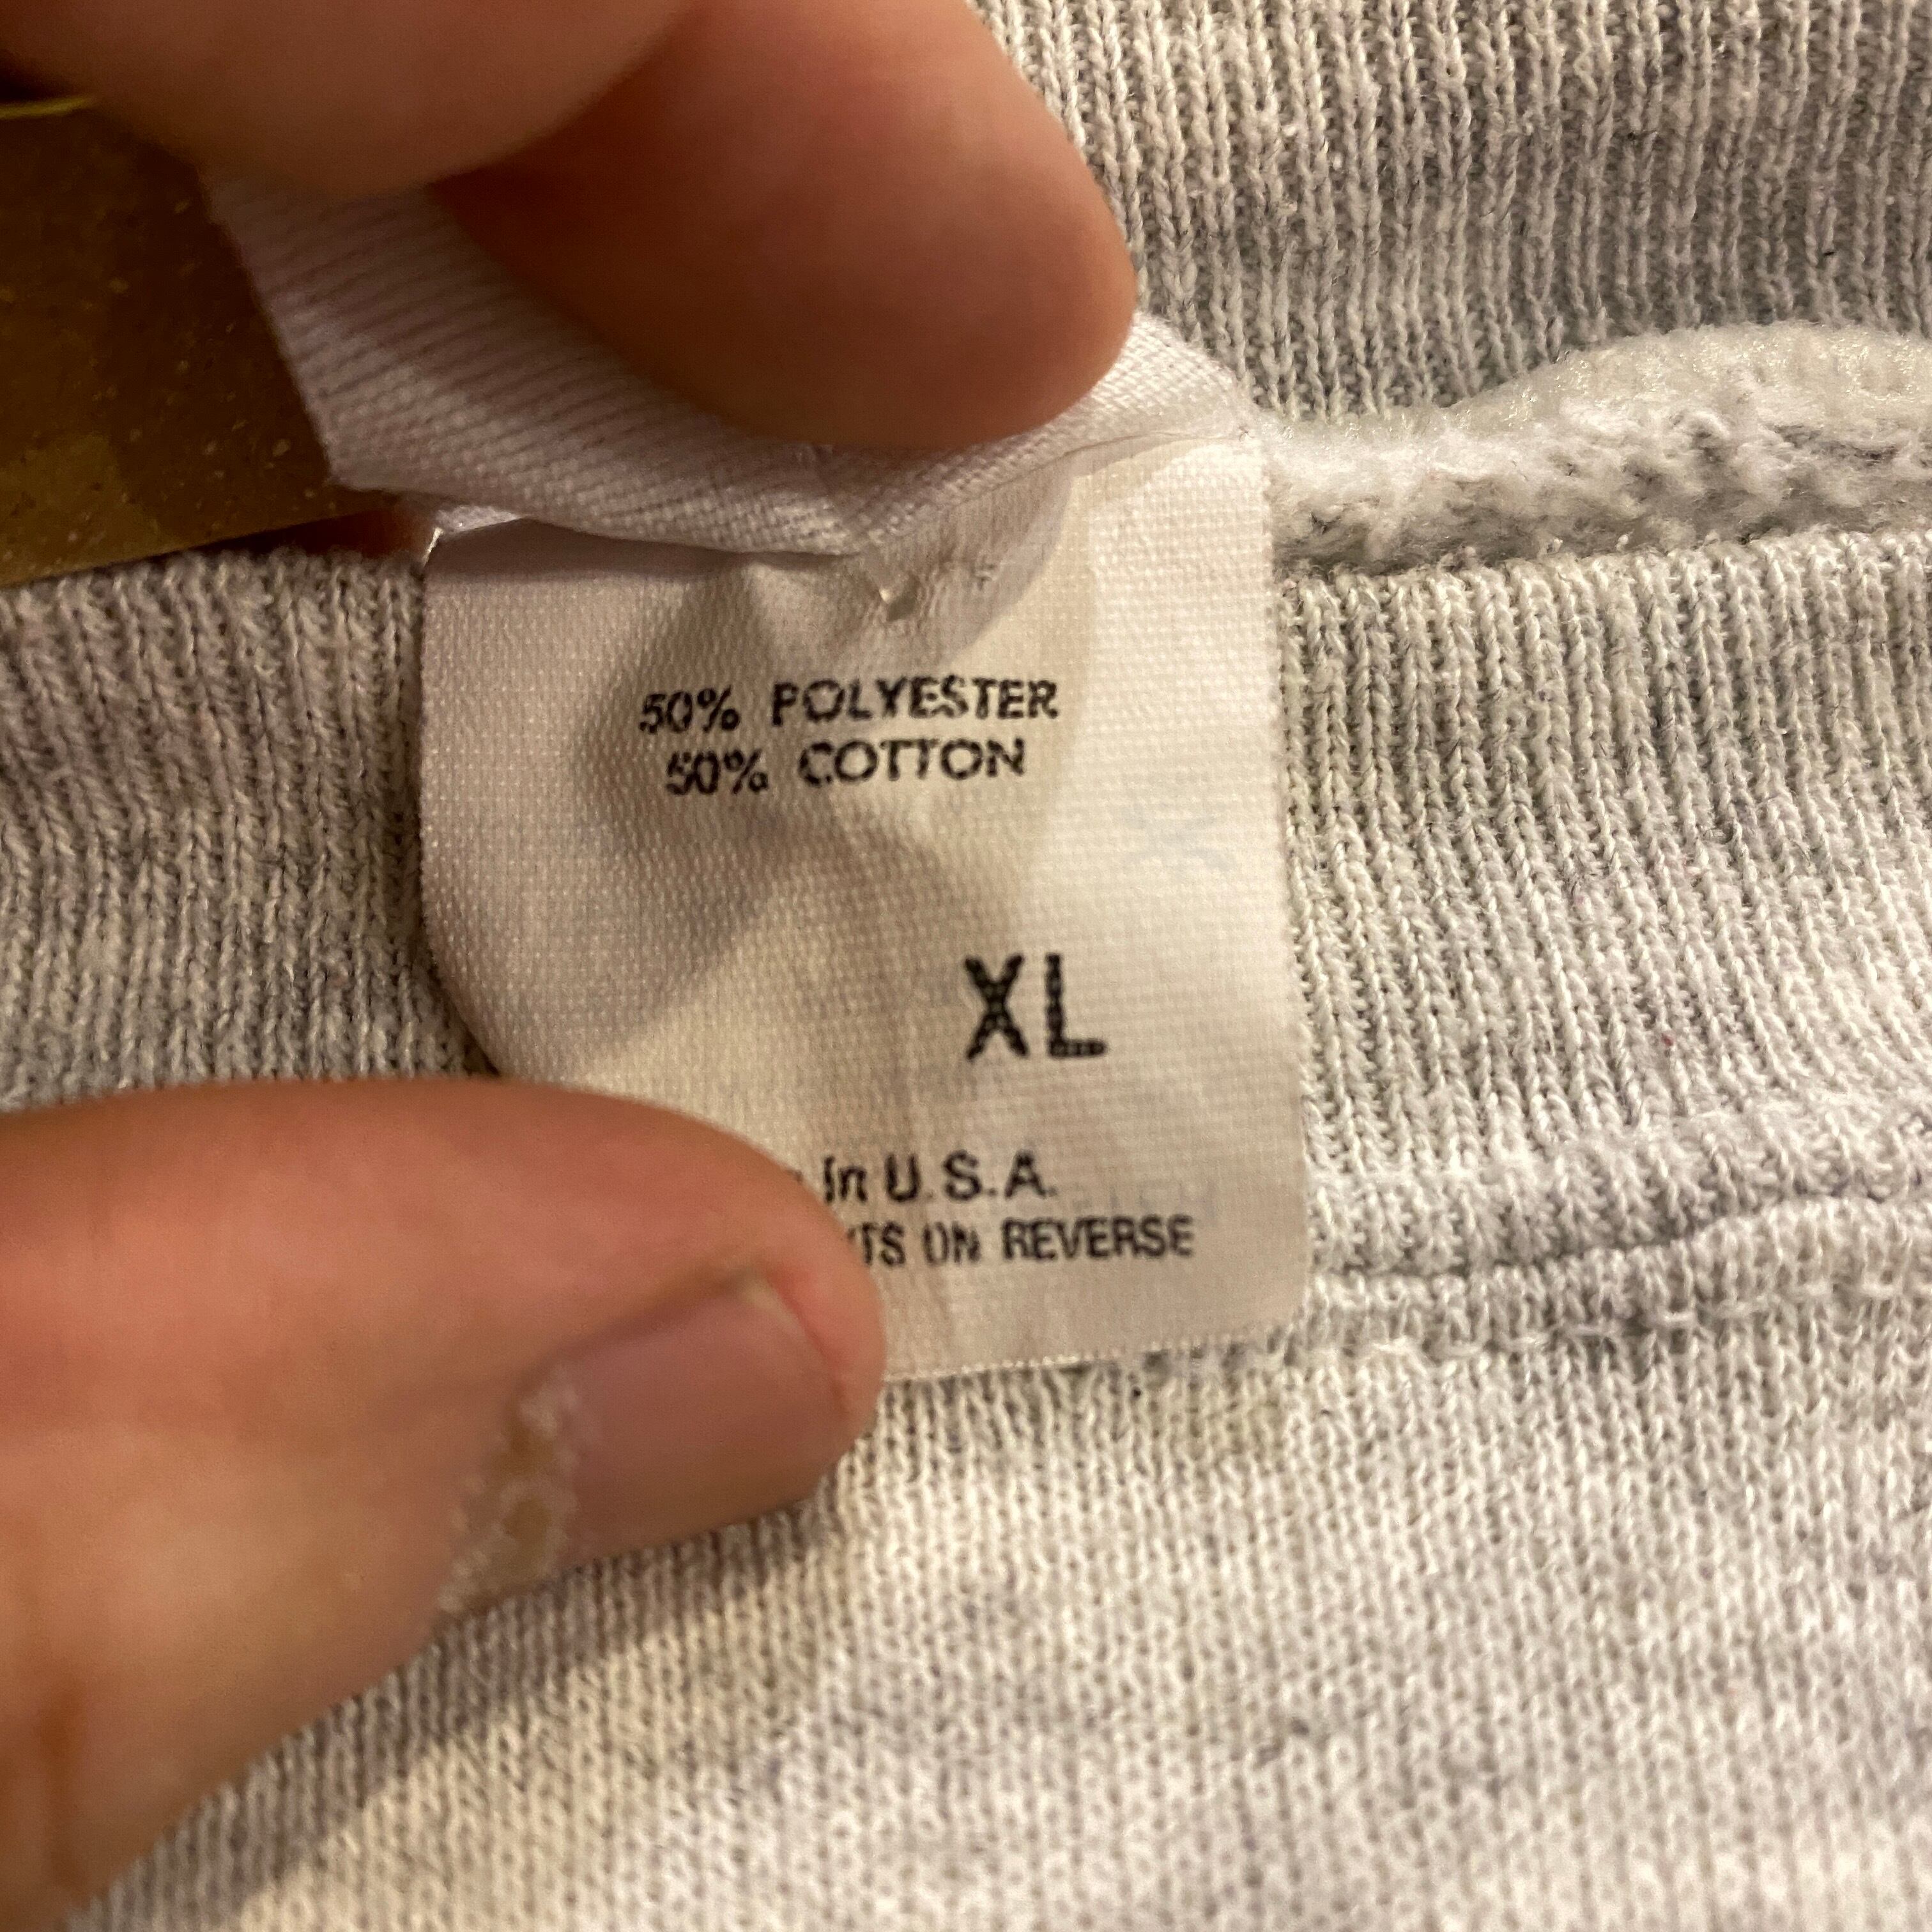 50% POLYESTER
50% COTTON
XL
in U.S.A.
ON REVERSE